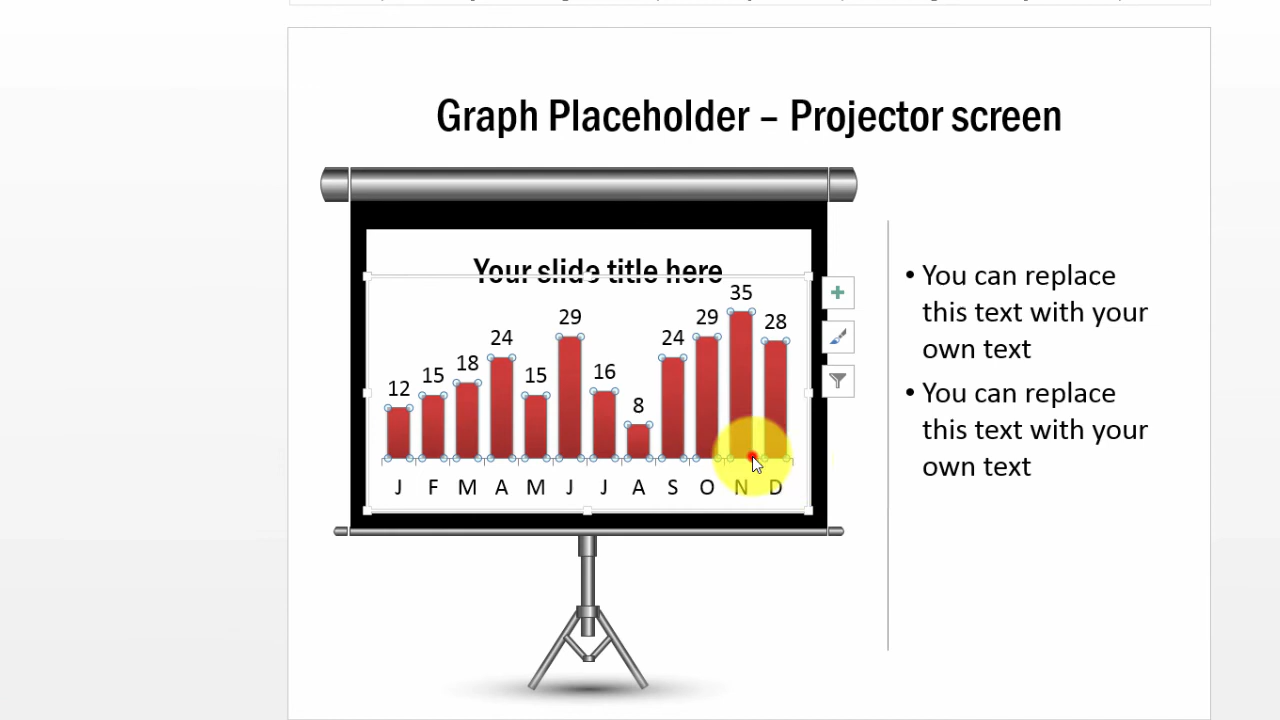 Graph Placeholder – Projector screen
Your slide title here
12 15 18 24 15 29 16 8 24 29 35 28
J F M A M J J A S O N D
• You can replace
this text with your
own text
• You can replace
this text with your
own text